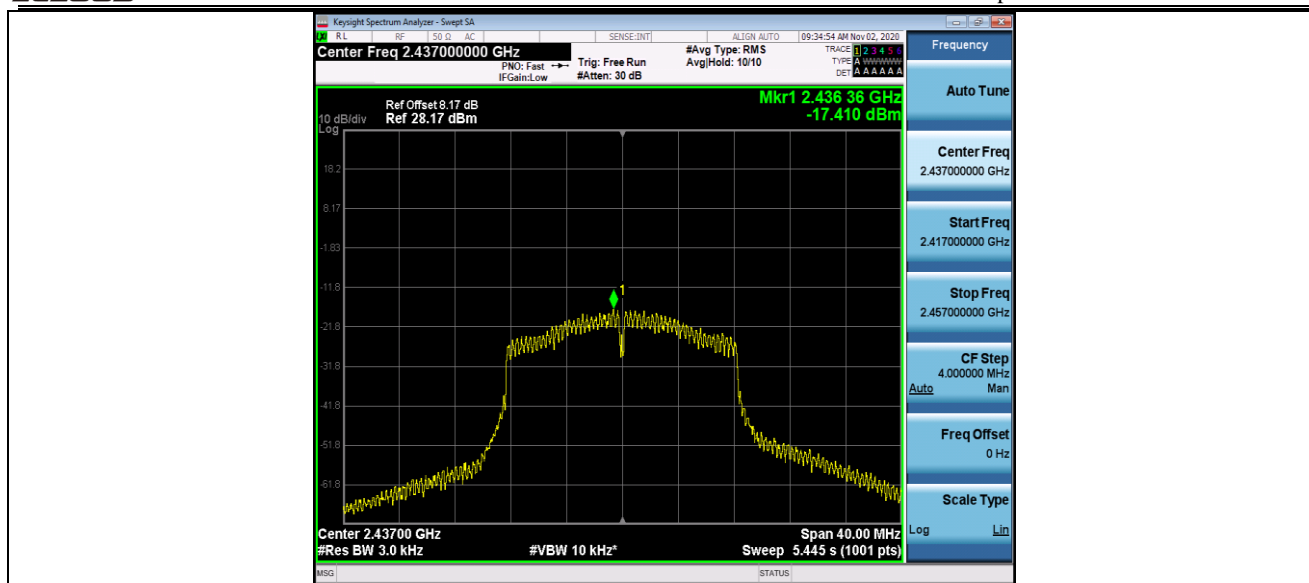 Keysight Spectrum Analyzer - Swept SA
RL RF 50 Ω AC SENSE:INT ALIGN AUTO 09:34:54 AM Nov 02, 2020
Center Freq 2.437000000 GHz
PNO: Fast
IFGain:Low
Trig: Free Run
#Atten: 30 dB
#Avg Type: RMS
Avg|Hold: 10/10
TRACE 1 2 3 4 5 6
TYPE A WWWWW
DET A A A A A A
Ref Offset 8.17 dB
10 dB/div Ref 28.17 dBm
Log
Mkr1 2.436 36 GHz
-17.410 dBm
18.2
8.17
-1.83
-11.8
-21.8
-31.8
-41.8
-51.8
-61.8
1
Center 2.43700 GHz Span 40.00 MHz
#Res BW 3.0 kHz #VBW 10 kHz* Sweep 5.445 s (1001 pts)
MSG STATUS
Frequency
Auto Tune
Center Freq
2.437000000 GHz
Start Freq
2.417000000 GHz
Stop Freq
2.457000000 GHz
CF Step
4.000000 MHz
Auto Man
Freq Offset
0 Hz
Scale Type
Log Lin